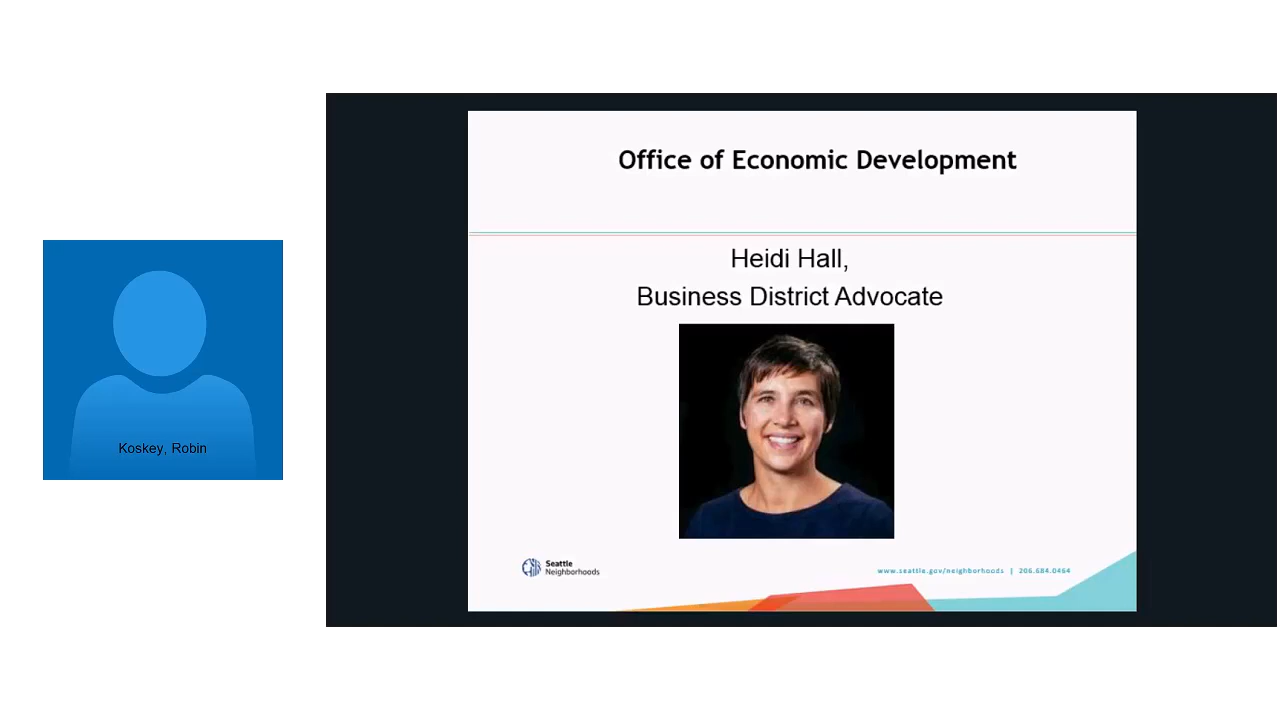 Office of Economic Development
Heidi Hall,
Business District Advocate
Koskey, Robin
Seattle
Neighborhoods
www.seattle.gov/neighborhoods | 206.684.0464